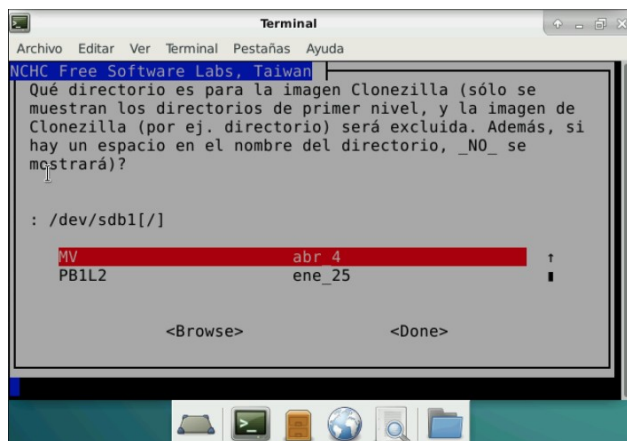 Terminal
Archivo Editar Ver Terminal Pestañas Ayuda
NCHC Free Software Labs, Taiwan
Qué directorio es para la imagen Clonezilla (sólo se
muestran los directorios de primer nivel, y la imagen de
Clonezilla (por ej. directorio) será excluida. Además, si
hay un espacio en el nombre del directorio, _NO_ se
mostrará)?
: /dev/sdb1[/]
MV abr_4
PB1L2 ene_25
<Browse> <Done>